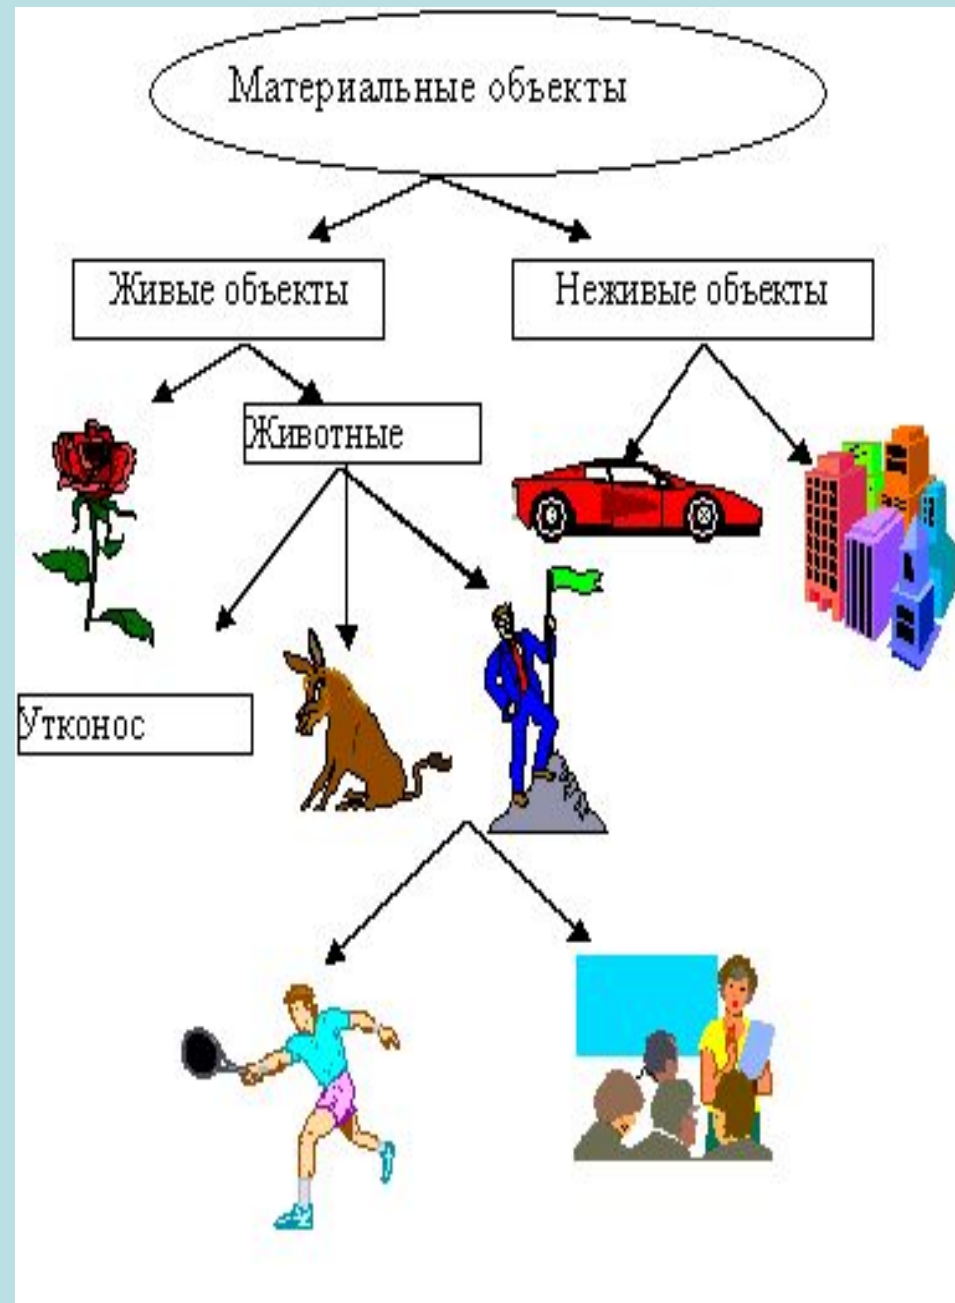 Материальные объекты
Живые объекты
Неживые объекты
Животные
Утконос